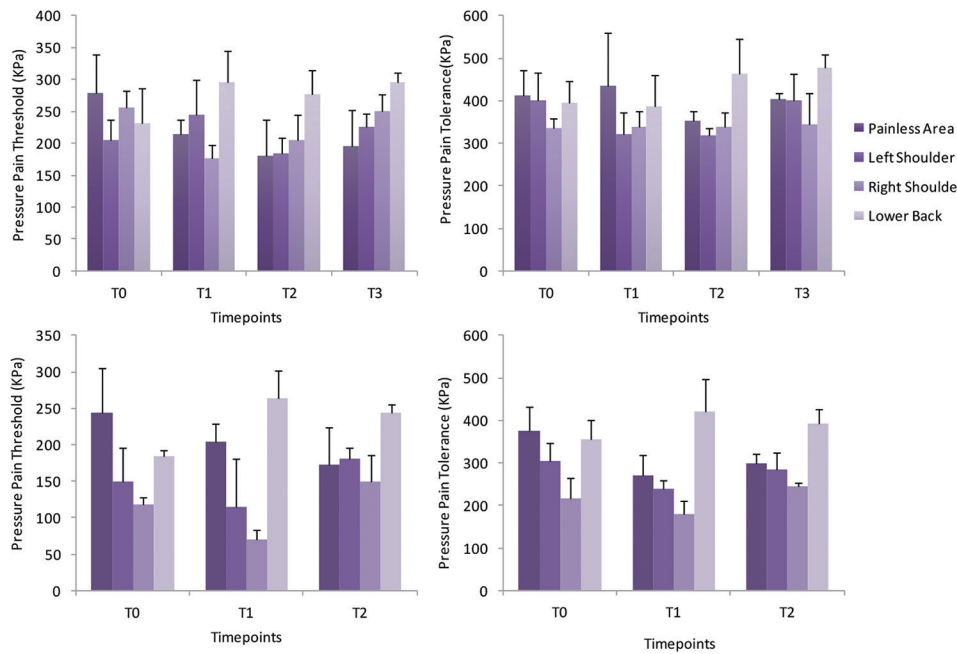 Pressure Pain Threshold (KPa)
400
350
300
250
200
150
100
50
0
T0 T1 T2 T3
Timepoints
Pressure Pain Tolerance(KPa)
600
500
400
300
200
100
0
T0 T1 T2 T3
Timepoints
Painless Area
Left Shoulder
Right Shoulde
Lower Back
Pressure Pain Threshold (KPa)
350
300
250
200
150
100
50
0
T0 T1 T2
Timepoints
Pressure Pain Tolerance (KPa)
600
500
400
300
200
100
0
T0 T1 T2
Timepoints